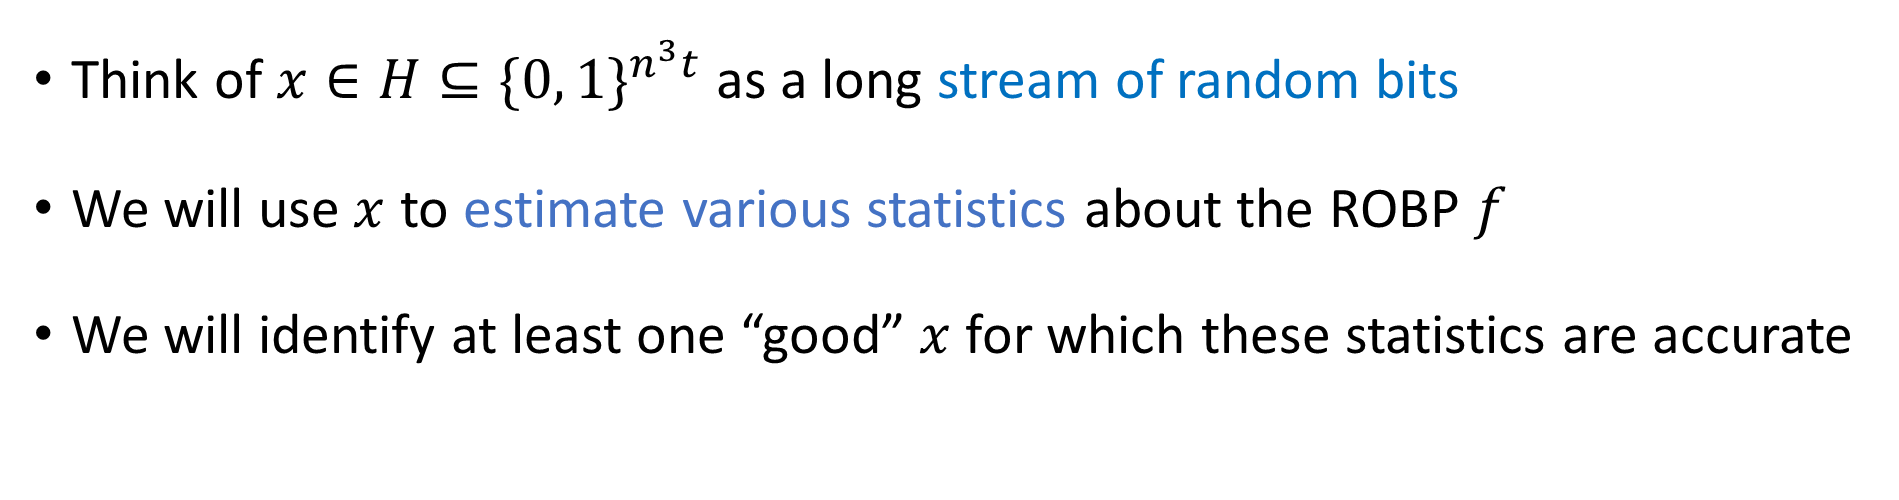 • Think of 𝑥 ∈ 𝐻 ⊆ {0, 1}^{𝑛^3 𝑡} as a long stream of random bits
• We will use 𝑥 to estimate various statistics about the ROBP 𝑓
• We will identify at least one “good” 𝑥 for which these statistics are accurate